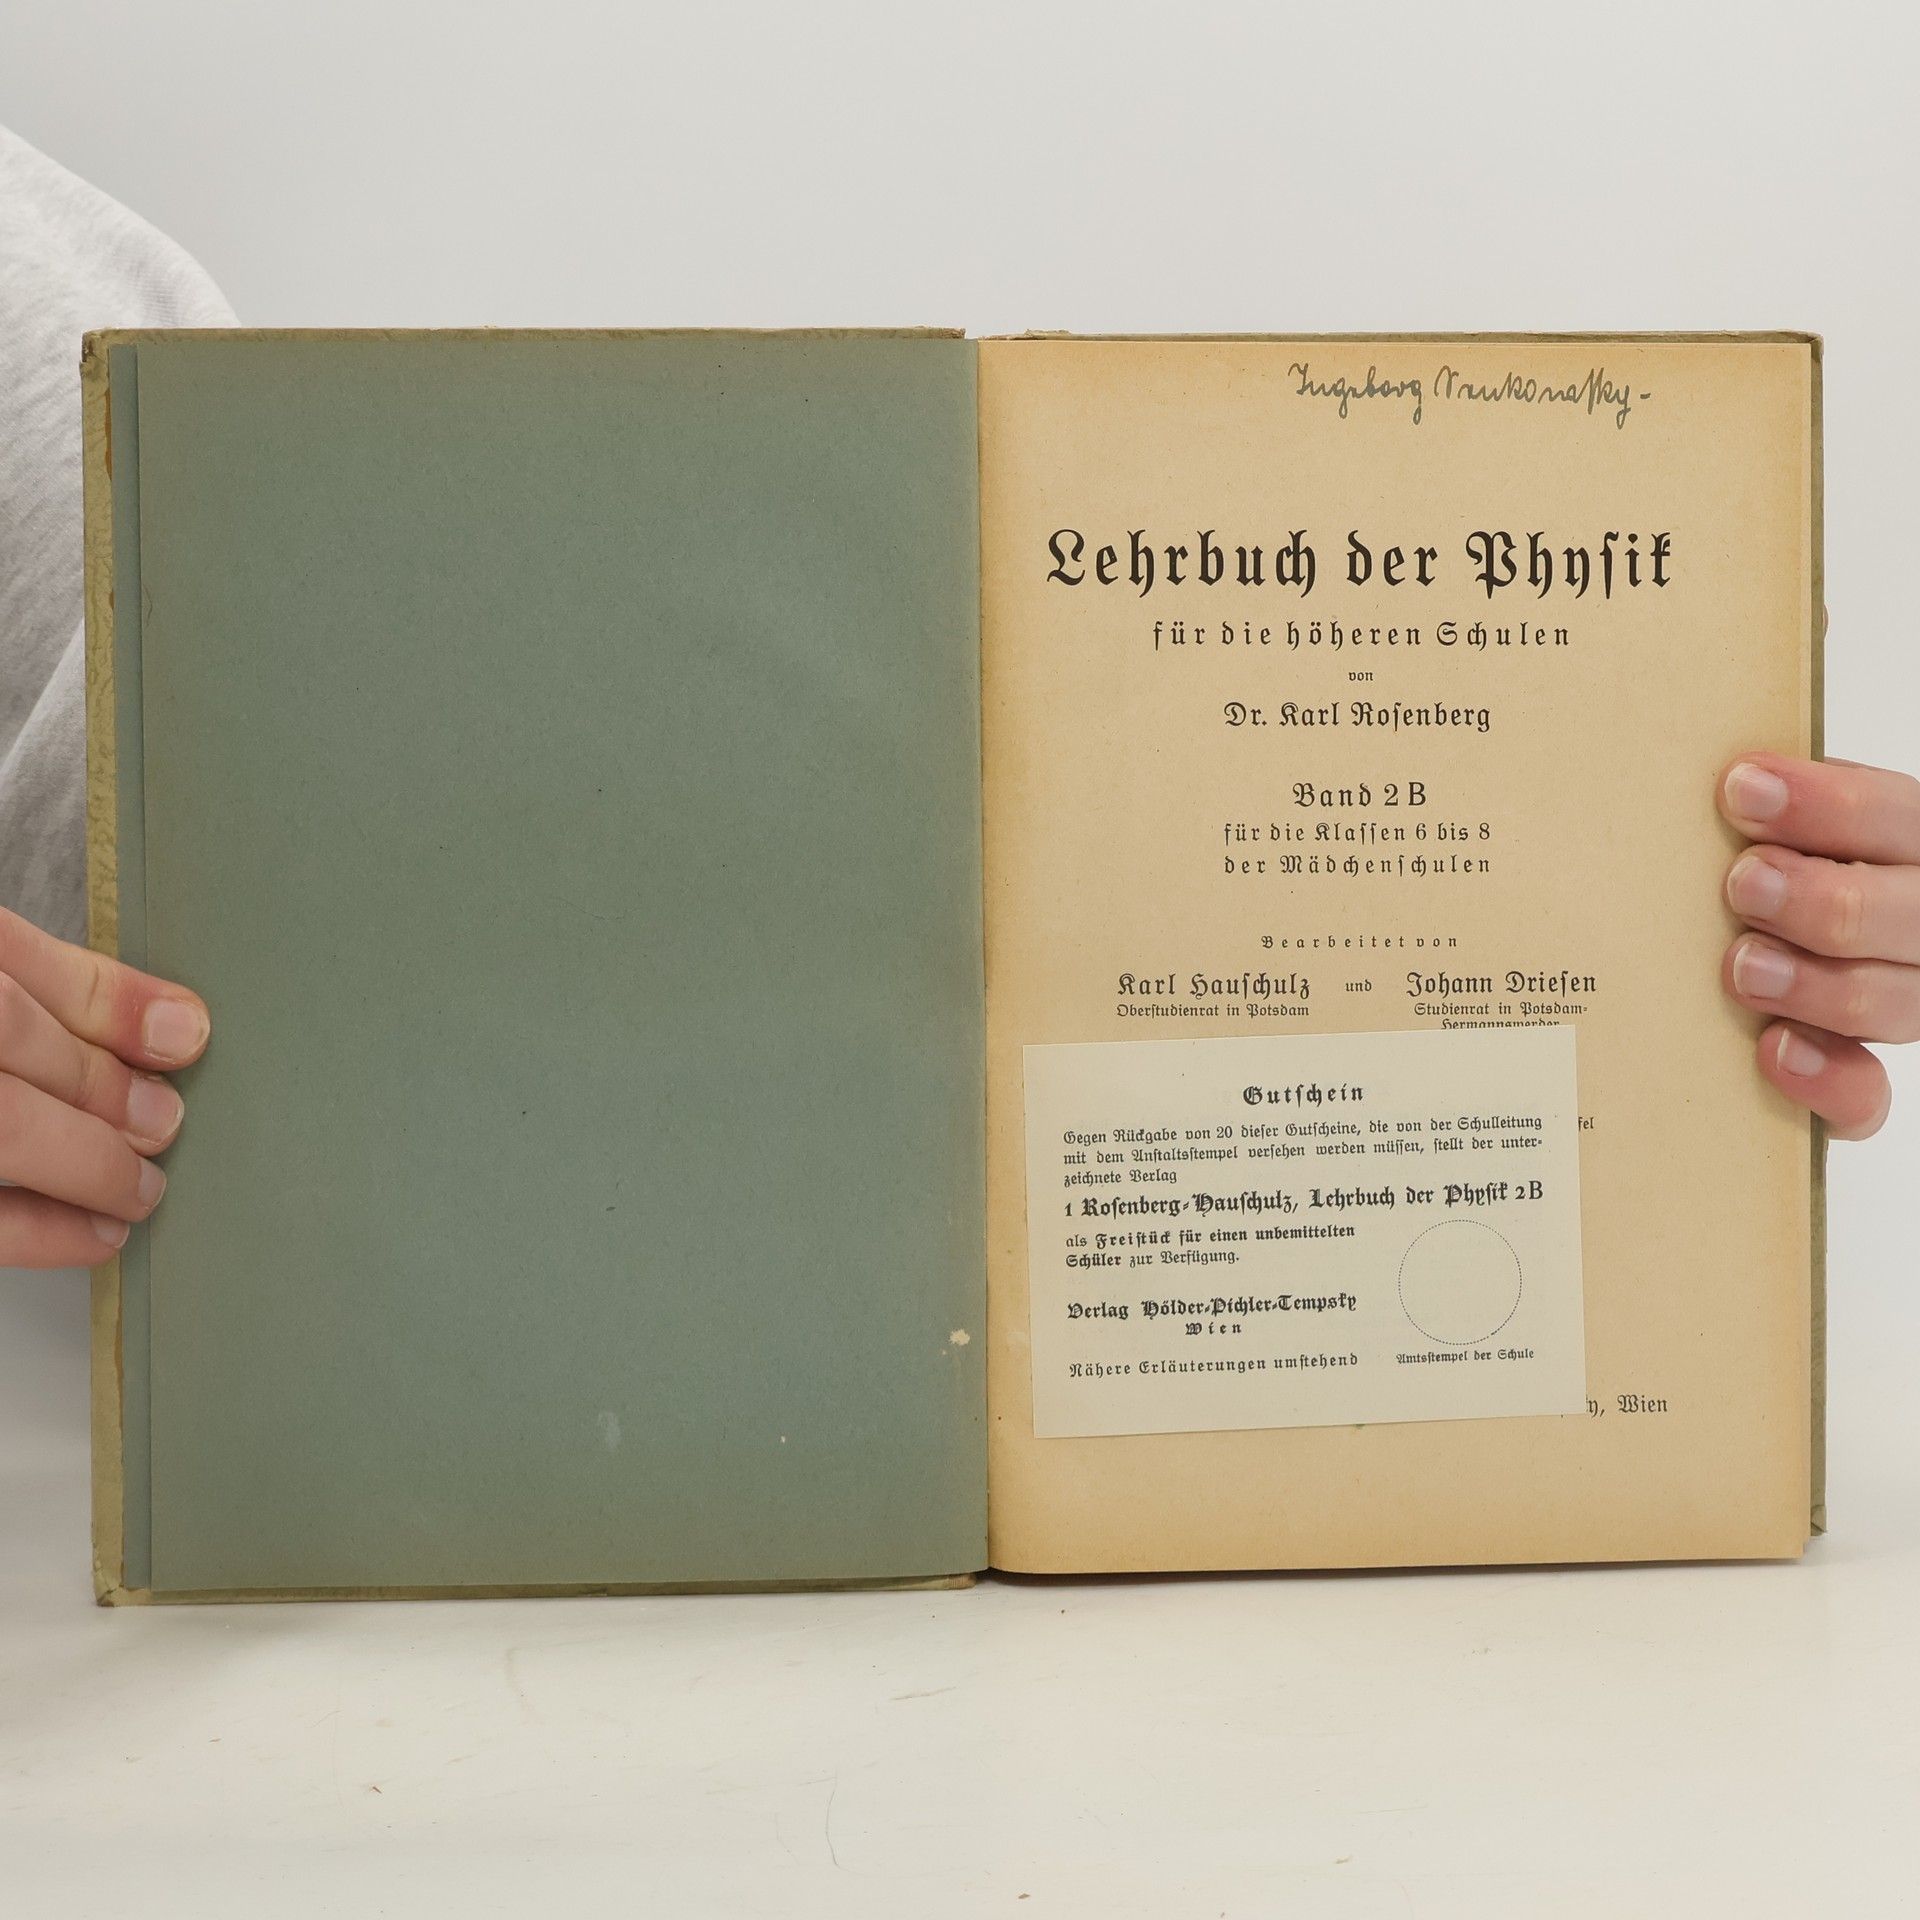 Ingeborg
Lehrbuch der Physik
für die höheren Schulen
von
Dr. Karl Rosenberg
Band 2 B
für die Klassen 6 bis 8
der Mädchenschulen
Bearbeitet von
Karl Hauschulz und Johann Driesen
Oberstudienrat in Potsdam Studienrat in Potsdam-
Hermannswerder
Gutschein
Gegen Rückgabe von 20 dieser Gutscheine, die von der Schulleitung
mit dem Anstaltsstempel versehen werden müssen, stellt der unter-
zeichnete Verlag
1 Rosenberg-Hauschulz, Lehrbuch der Physik 2 B
als Freistück für einen unbemittelten
Schüler zur Verfügung.
Verlag Hölder-Pichler-Tempsky
Wien
Nähere Erläuterungen umstehend
Amtsstempel der Schule
fel
y, Wien